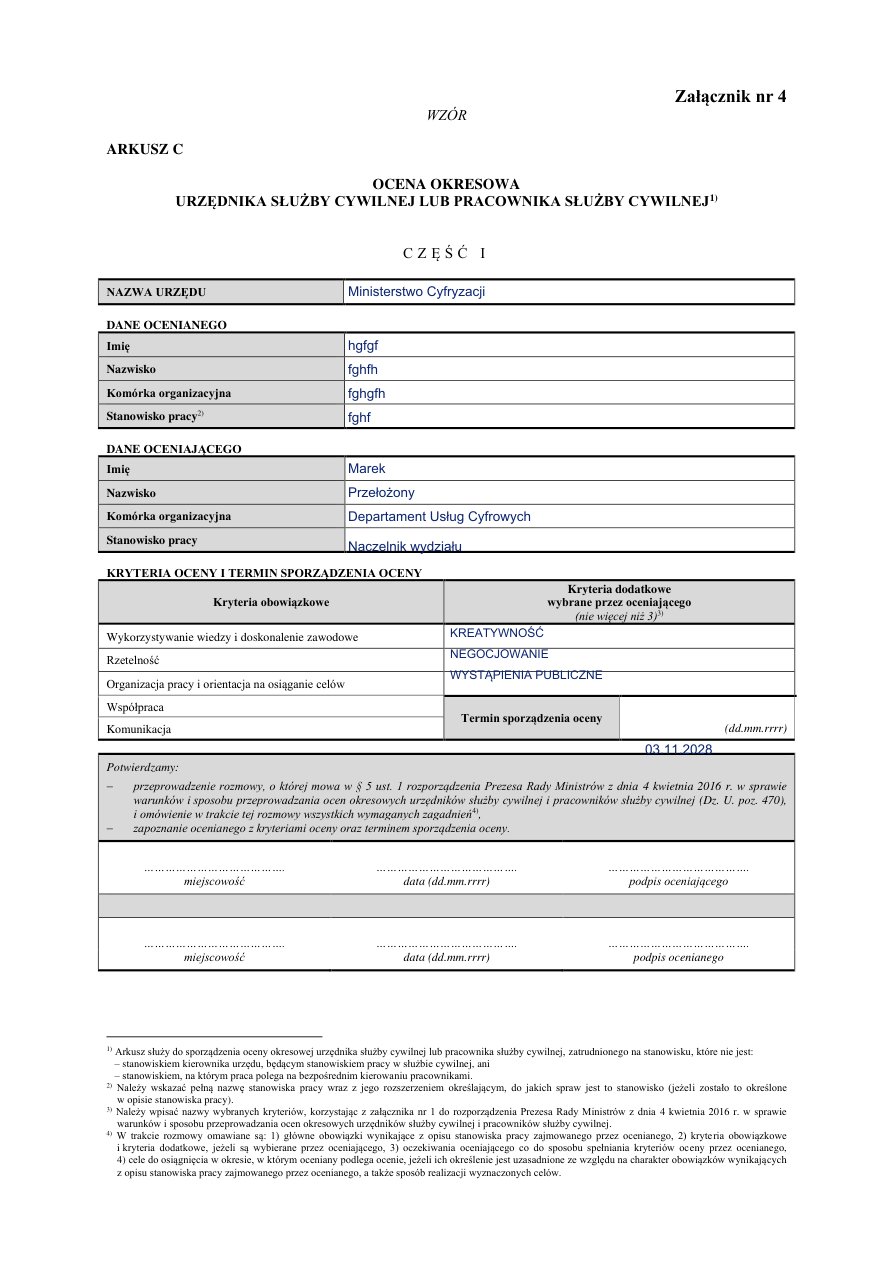 Załącznik nr 4
WZÓR
ARKUSZ C
OCENA OKRESOWA
URZĘDNIKA SŁUŻBY CYWILNEJ LUB PRACOWNIKA SŁUŻBY CYWILNEJ1)
CZĘŚĆ I
NAZWA URZĘDU Ministerstwo Cyfryzacji
DANE OCENIANEGO
Imię hgfgf
Nazwisko fghfh
Komórka organizacyjna fghgfh
Stanowisko pracy2) fghf
DANE OCENIAJĄCEGO
Imię Marek
Nazwisko Przełożony
Komórka organizacyjna Departament Usług Cyfrowych
Stanowisko pracy Naczelnik wydziału
KRYTERIA OCENY I TERMIN SPORZĄDZENIA OCENY
Kryteria obowiązkowe
Kryteria dodatkowe
wybrane przez oceniającego
(nie więcej niż 3)3)
Wykorzystywanie wiedzy i doskonalenie zawodowe KREATYWNOŚĆ
Rzetelność NEGOCJOWANIE
Organizacja pracy i orientacja na osiąganie celów WYSTĄPIENIA PUBLICZNE
Współpraca
Termin sporządzenia oceny
Komunikacja (dd.mm.rrrr)
03.11.2028
Potwierdzamy:
– przeprowadzenie rozmowy, o której mowa w § 5 ust. 1 rozporządzenia Prezesa Rady Ministrów z dnia 4 kwietnia 2016 r. w sprawie
warunków i sposobu przeprowadzania ocen okresowych urzędników służby cywilnej i pracowników służby cywilnej (Dz. U. poz. 470),
i omówienie w trakcie tej rozmowy wszystkich wymaganych zagadnień4),
– zapoznanie ocenianego z kryteriami oceny oraz terminem sporządzenia oceny.
…………………………………. …………………………………. ………………………………….
miejscowość data (dd.mm.rrrr) podpis oceniającego
…………………………………. …………………………………. ………………………………….
miejscowość data (dd.mm.rrrr) podpis ocenianego
1) Arkusz służy do sporządzenia oceny okresowej urzędnika służby cywilnej lub pracownika służby cywilnej, zatrudnionego na stanowisku, które nie jest:
– stanowiskiem kierownika urzędu, będącym stanowiskiem pracy w służbie cywilnej, ani
– stanowiskiem, na którym praca polega na bezpośrednim kierowaniu pracownikami.
2) Należy wskazać pełną nazwę stanowiska pracy wraz z jego rozszerzeniem określającym, do jakich spraw jest to stanowisko (jeżeli zostało to określone
w opisie stanowiska pracy).
3) Należy wpisać nazwy wybranych kryteriów, korzystając z załącznika nr 1 do rozporządzenia Prezesa Rady Ministrów z dnia 4 kwietnia 2016 r. w sprawie
warunków i sposobu przeprowadzania ocen okresowych urzędników służby cywilnej i pracowników służby cywilnej.
4) W trakcie rozmowy omawiane są: 1) główne obowiązki wynikające z opisu stanowiska pracy zajmowanego przez ocenianego, 2) kryteria obowiązkowe
i kryteria dodatkowe, jeżeli są wybierane przez oceniającego, 3) oczekiwania oceniającego co do sposobu spełniania kryteriów oceny przez ocenianego,
4) cele do osiągnięcia w okresie, w którym oceniany podlega ocenie, jeżeli ich określenie jest uzasadnione ze względu na charakter obowiązków wynikających
z opisu stanowiska pracy zajmowanego przez ocenianego, a także sposób realizacji wyznaczonych celów.